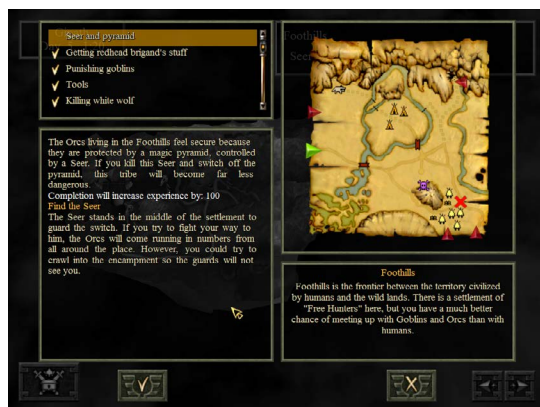 Seer and pyramid
Getting redhead brigand's stuff
Punishing goblins
Tools
Killing white wolf
The Orcs living in the Foothills feel secure because
they are protected by a magic pyramid, controlled
by a Seer. If you kill this Seer and switch off the
pyramid, this tribe will become far less
dangerous.
Completion will increase experience by: 100
Find the Seer
The Seer stands in the middle of the settlement to
guard the switch. If you try to fight your way to
him, the Orcs will come running in numbers from
all around the place. However, you could try to
crawl into the encampment so the guards will not
see you.
Foothills
Foothills
Foothills is the frontier between the territory civilized
by humans and the wild lands. There is a settlement of
"Free Hunters" here, but you have a much better
chance of meeting up with Goblins and Orcs than with
humans.